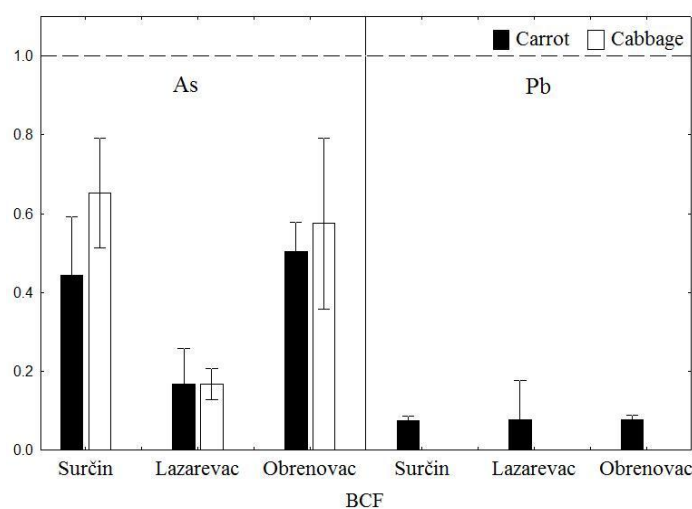 Carrot Cabbage
As Pb
1.0
0.8
0.6
0.4
0.2
0.0
Surčin Lazarevac Obrenovac Surčin Lazarevac Obrenovac
BCF